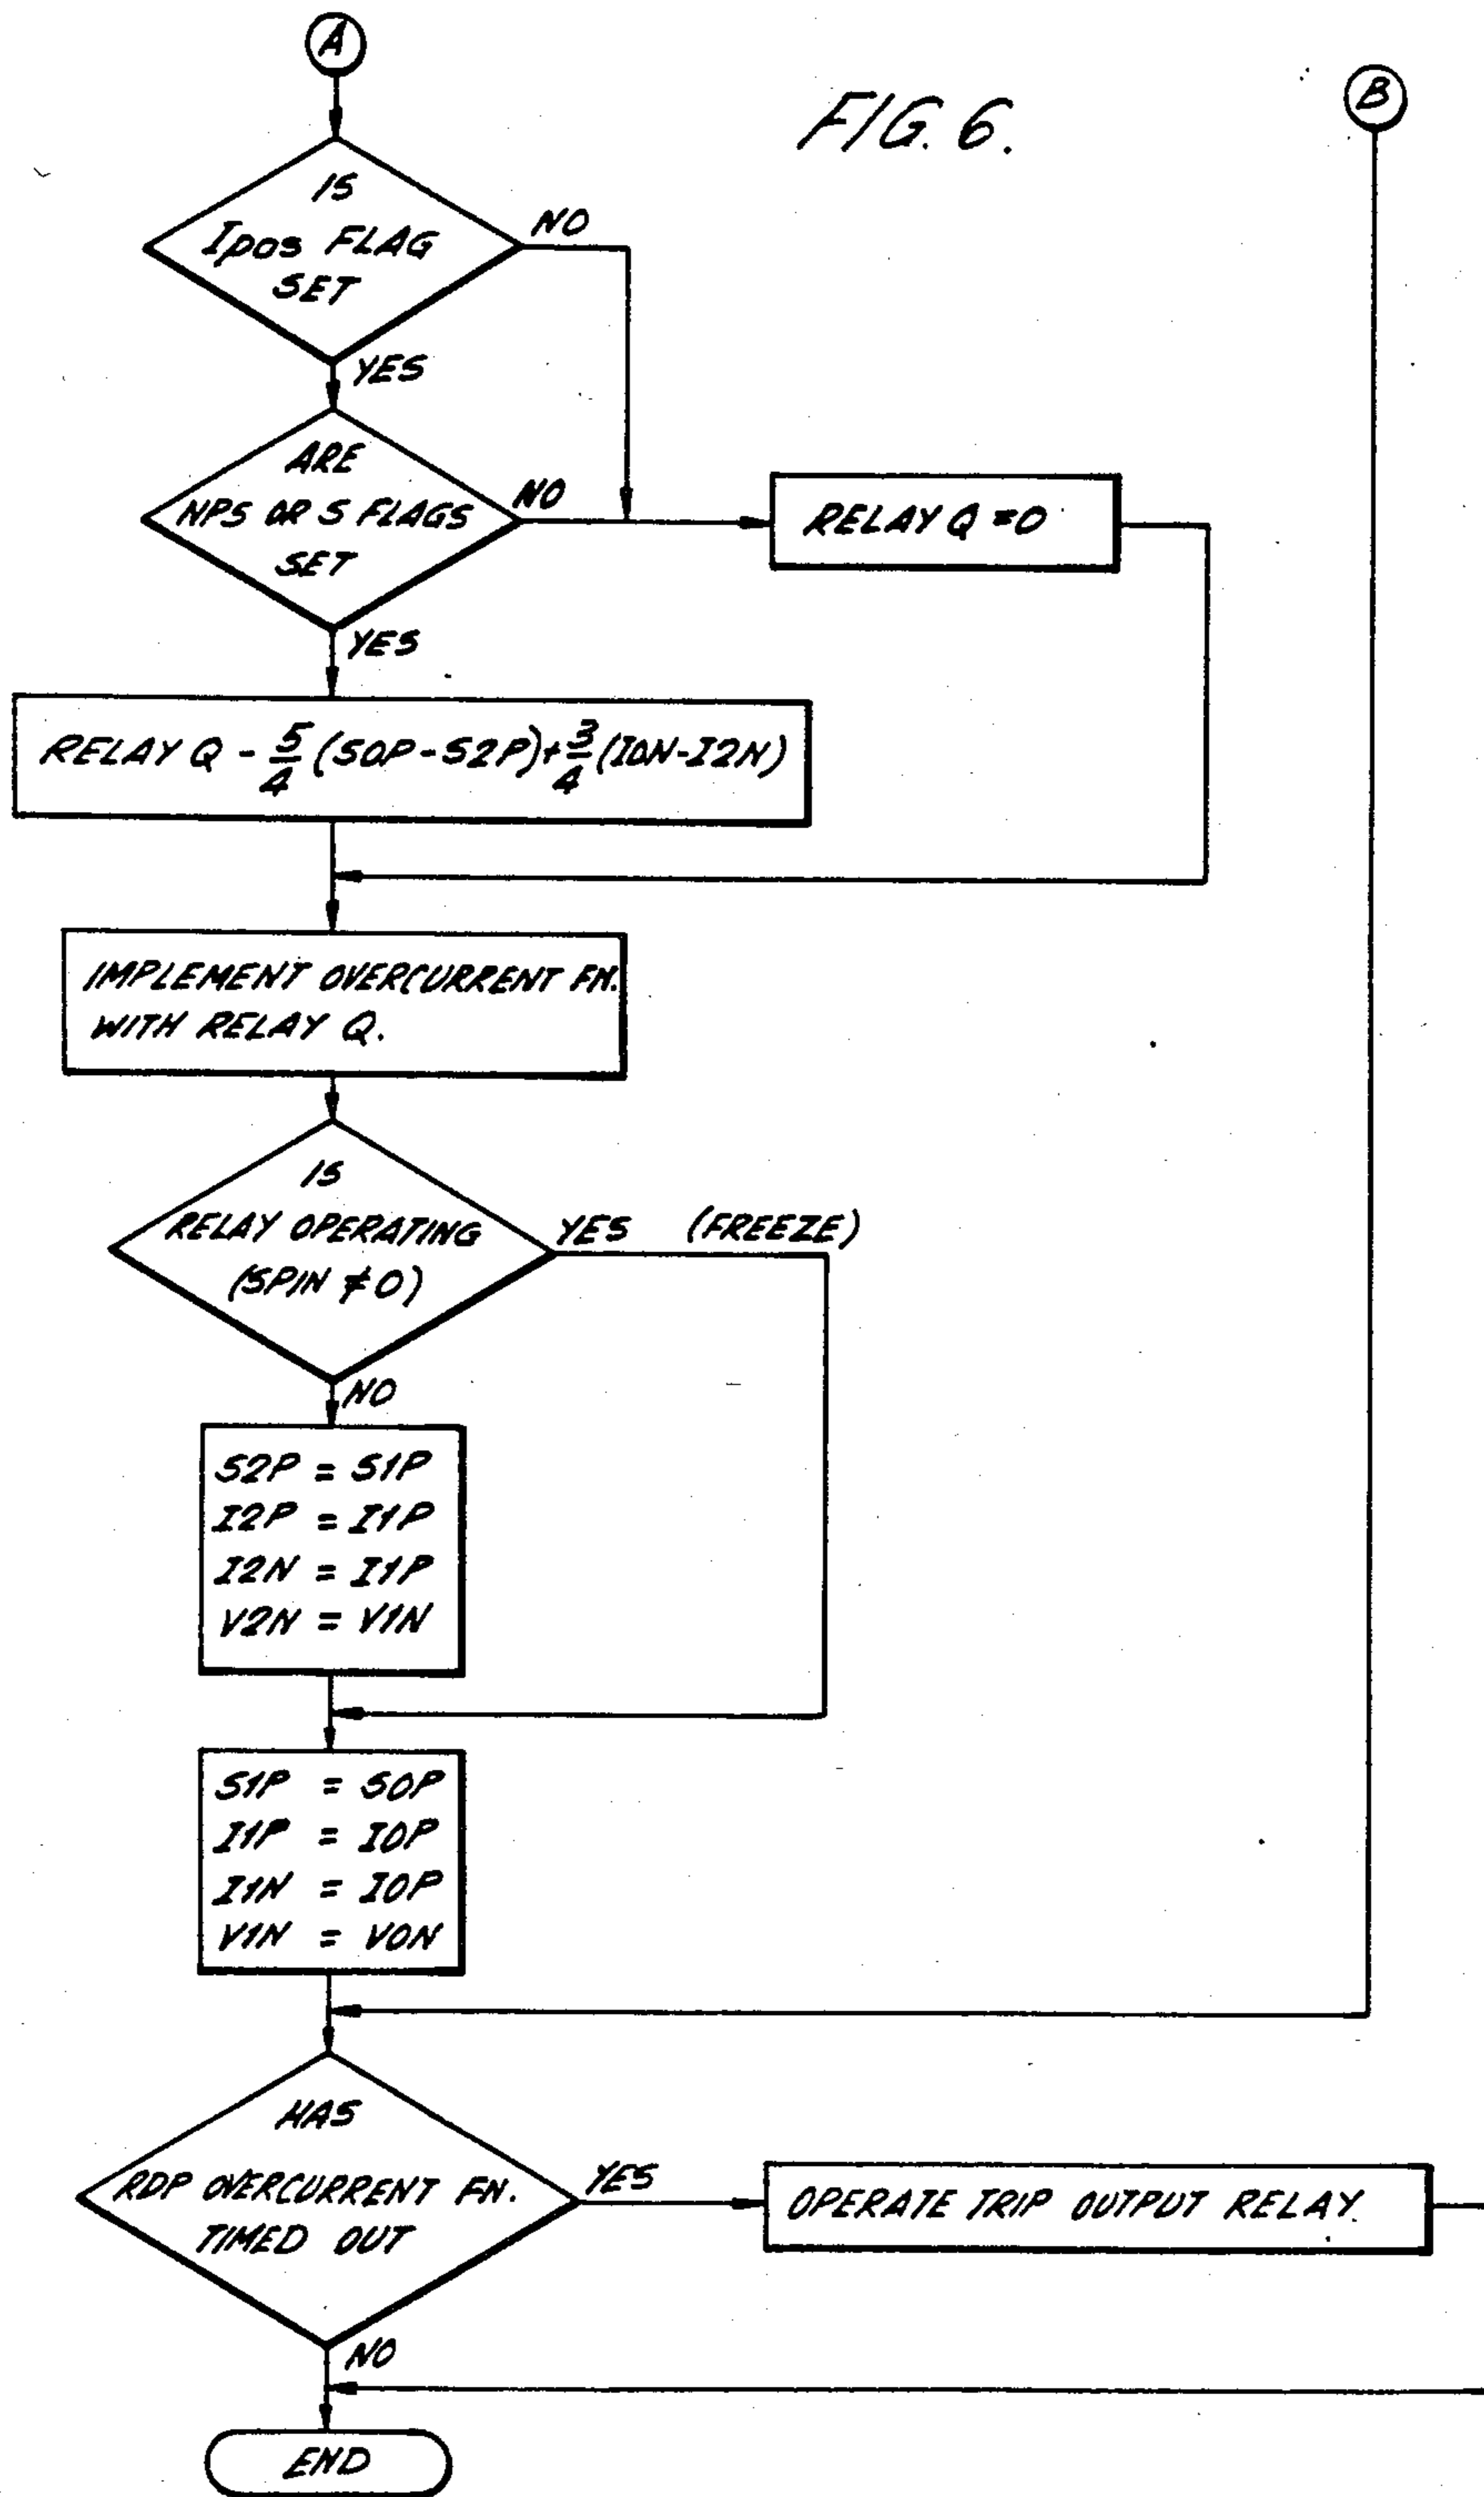 A
FIG. 6.
B
IS
Ipos FLAG
SET
NO
YES
ARE
NPS OR S FLAGS
SET
NO
RELAY Q = 0
YES
RELAY Q - 5/4 (S0P-S2P)+3/4(I0N-I2N)
IMPLEMENT OVERCURRENT FN.
WITH RELAY Q.
IS
RELAY OPERATING
(SPIN ≠ 0)
YES (FREEZE)
NO
S2P = S1P
I2P = I1P
I2N = I1P
V2N = V1N
S1P = S0P
I1P = I0P
I1N = I0P
V1N = V0N
HAS
RDP OVERCURRENT FN.
TIMED OUT
YES
OPERATE TRIP OUTPUT RELAY
NO
END